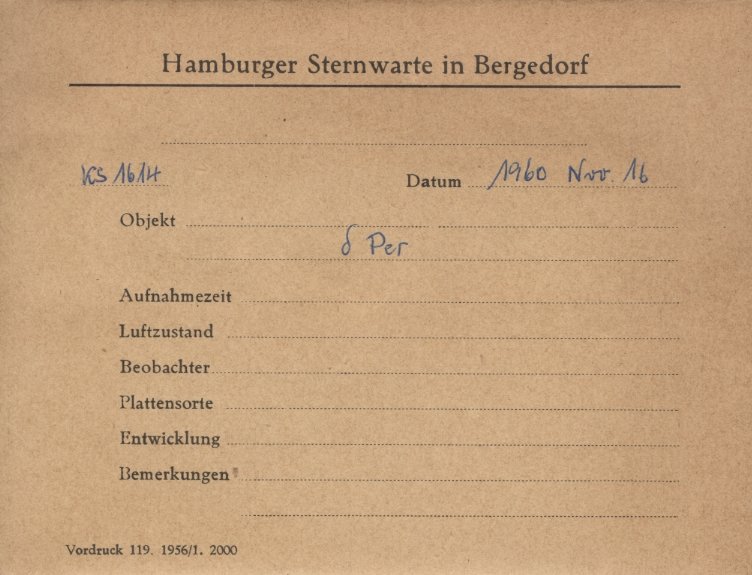 Hamburger Sternwarte in Bergedorf
KS 1614 Datum 1960 Nov. 16
Objekt
δ Per
Aufnahmezeit
Luftzustand
Beobachter
Plattensorte
Entwicklung
Bemerkungen
Vordruck 119. 1956/1. 2000